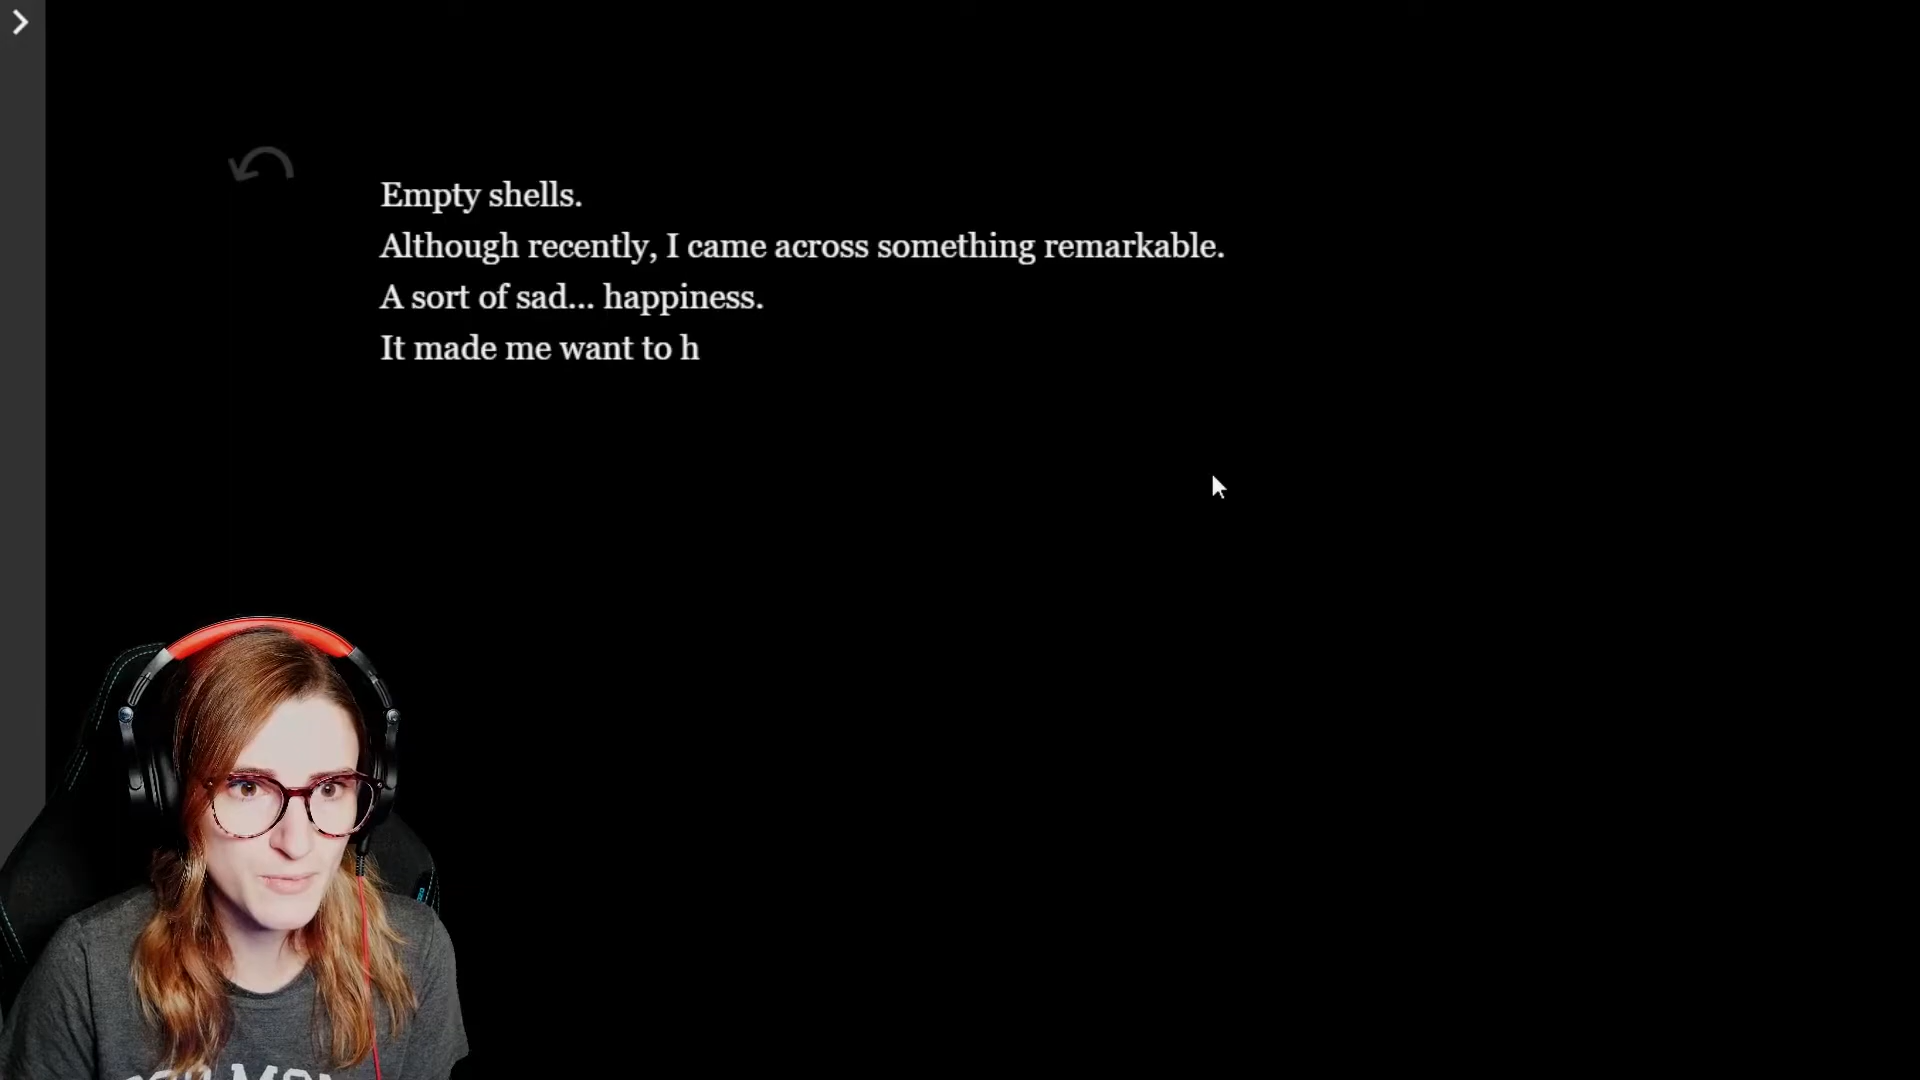 Empty shells.
Although recently, I came across something remarkable.
A sort of sad... happiness.
It made me want to h